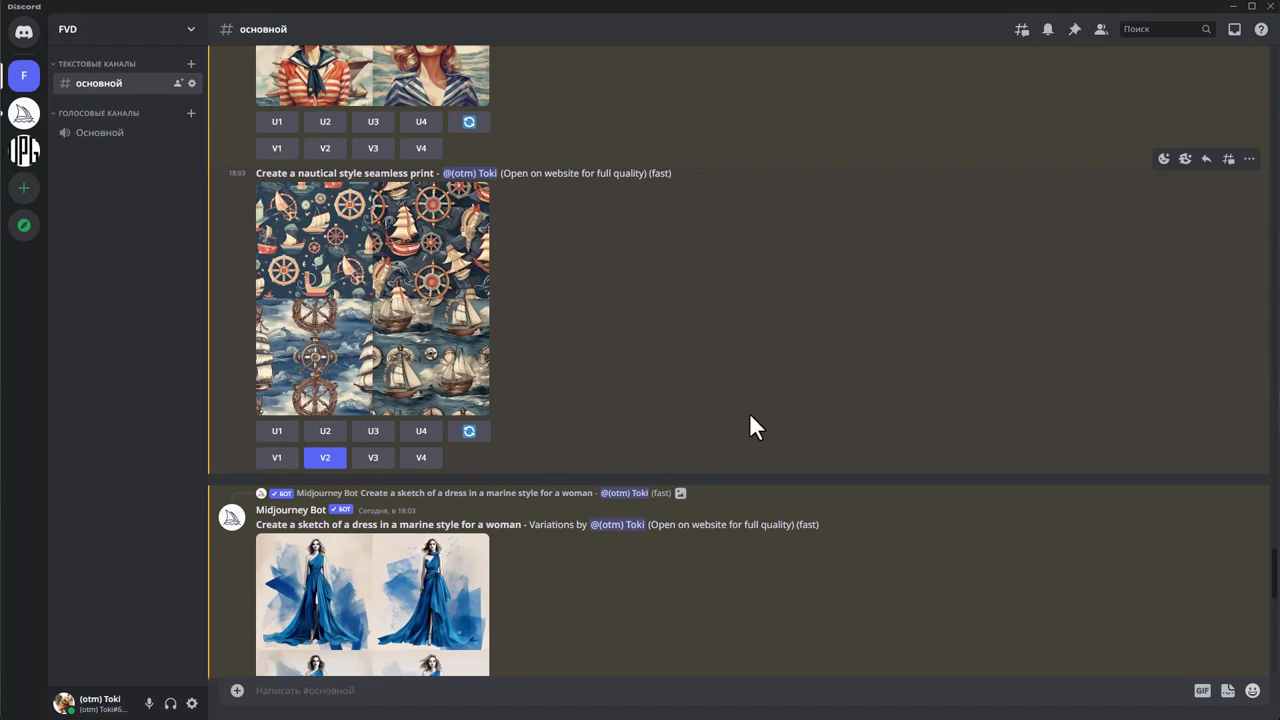 Discord
FVD
# основной
Поиск
ТЕКСТОВЫЕ КАНАЛЫ
# основной
ГОЛОСОВЫЕ КАНАЛЫ
Основной
U1 U2 U3 U4
V1 V2 V3 V4
18:03 Create a nautical style seamless print - @(otm) Toki (Open on website for full quality) (fast)
U1 U2 U3 U4
V1 V2 V3 V4
БОТ Midjourney Bot Create a sketch of a dress in a marine style for a woman - @(otm) Toki (fast)
Midjourney Bot БОТ Сегодня, в 18:03
Create a sketch of a dress in a marine style for a woman - Variations by @(otm) Toki (Open on website for full quality) (fast)
F
(otm) Toki
(otm) Toki#6...
Написать #основной
GIF